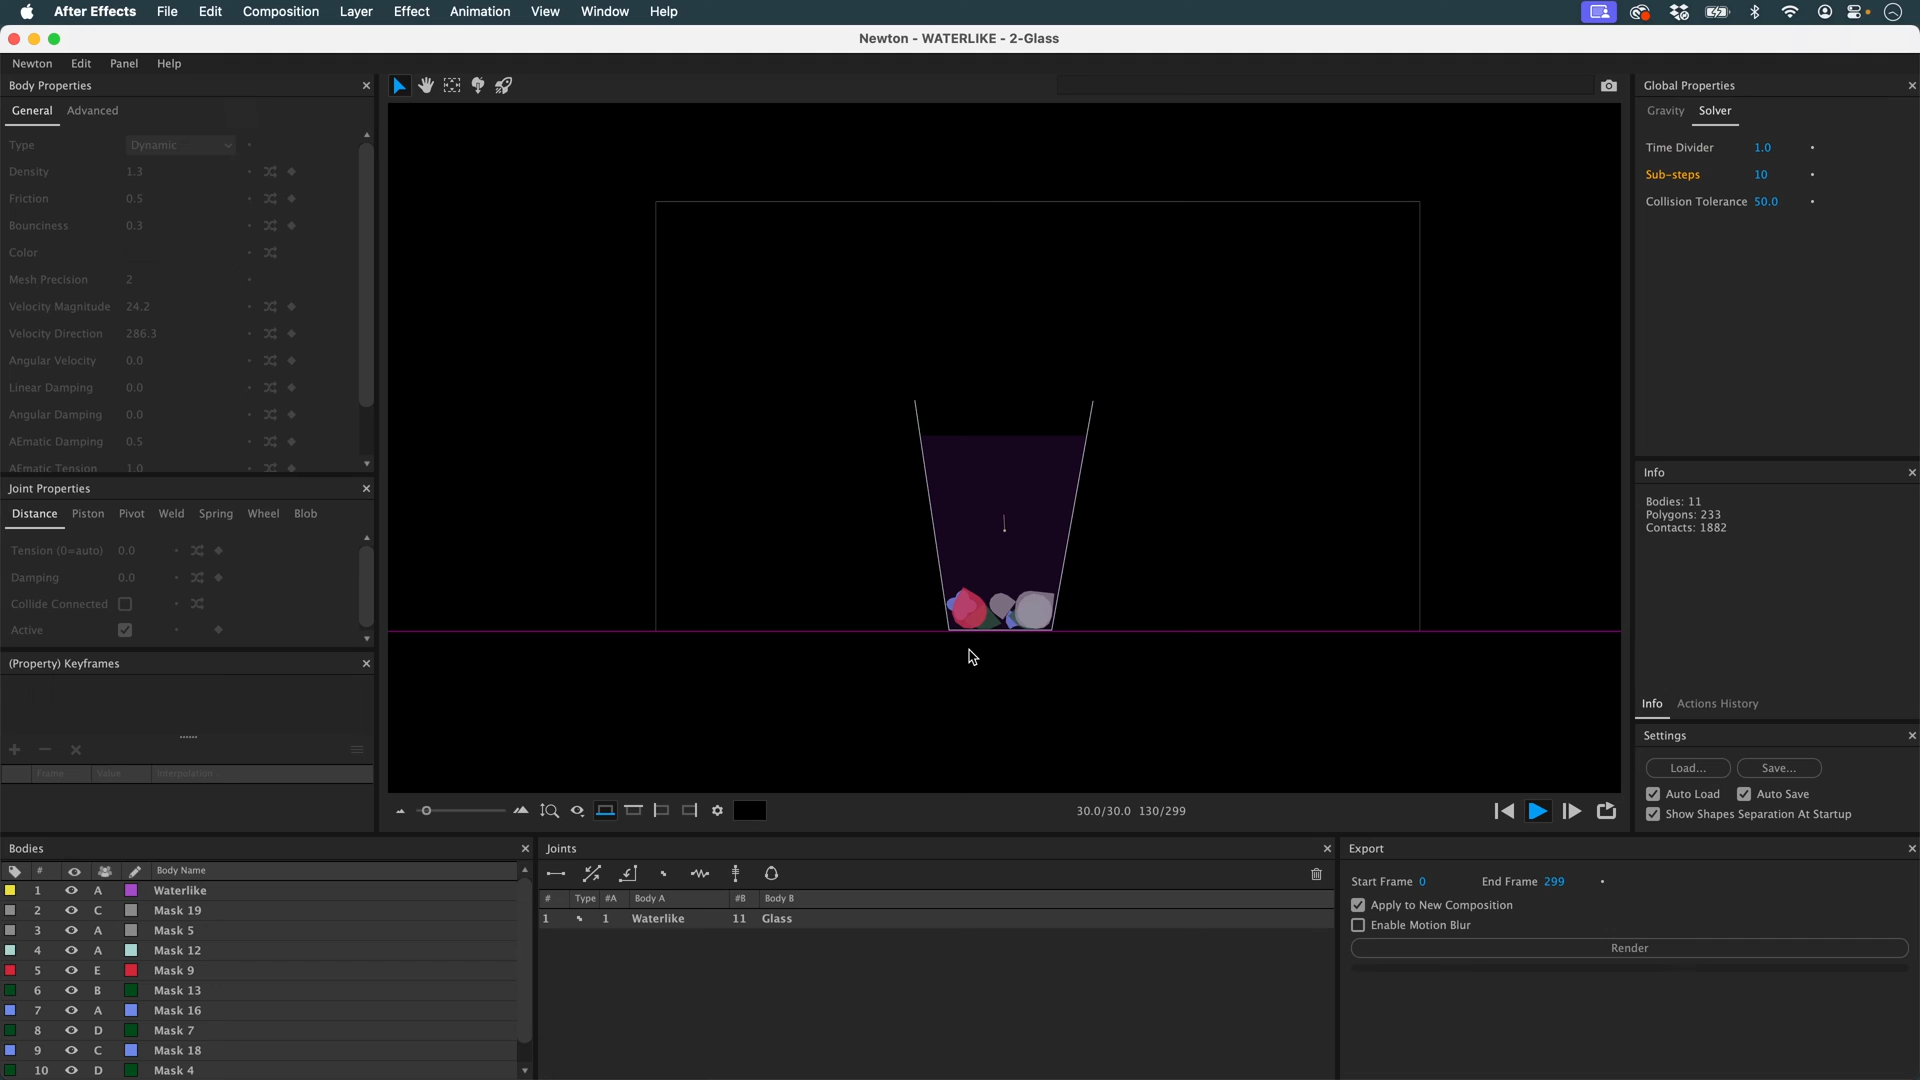 After Effects File Edit Composition Layer Effect Animation View Window Help
Newton - WATERLIKE - 2-Glass
Newton Edit Panel Help
Body Properties
General Advanced
Type Dynamic
Density 1.3
Friction 0.5
Bounciness 0.3
Color
Mesh Precision 2
Velocity Magnitude 24.2
Velocity Direction 286.3
Angular Velocity 0.0
Linear Damping 0.0
Angular Damping 0.0
AEmatic Damping 0.5
AEmatic Tension 1.0
Joint Properties
Distance Piston Pivot Weld Spring Wheel Blob
Tension (0=auto) 0.0
Damping 0.0
Collide Connected
Active
(Property) Keyframes
Frame Value Interpolation
30.0/30.0 130/299
Global Properties
Gravity Solver
Time Divider 1.0
Sub-steps 10
Collision Tolerance 50.0
Info
Bodies: 11
Polygons: 233
Contacts: 1882
Info Actions History
Settings
Load... Save...
Auto Load Auto Save
Show Shapes Separation At Startup
Bodies
# Body Name
1 A Waterlike
2 C Mask 19
3 A Mask 5
4 A Mask 12
5 E Mask 9
6 B Mask 13
7 A Mask 16
8 D Mask 7
9 C Mask 18
10 D Mask 4
Joints
# Type #A Body A #B Body B
1 1 Waterlike 11 Glass
Export
Start Frame 0 End Frame 299
Apply to New Composition
Enable Motion Blur
Render